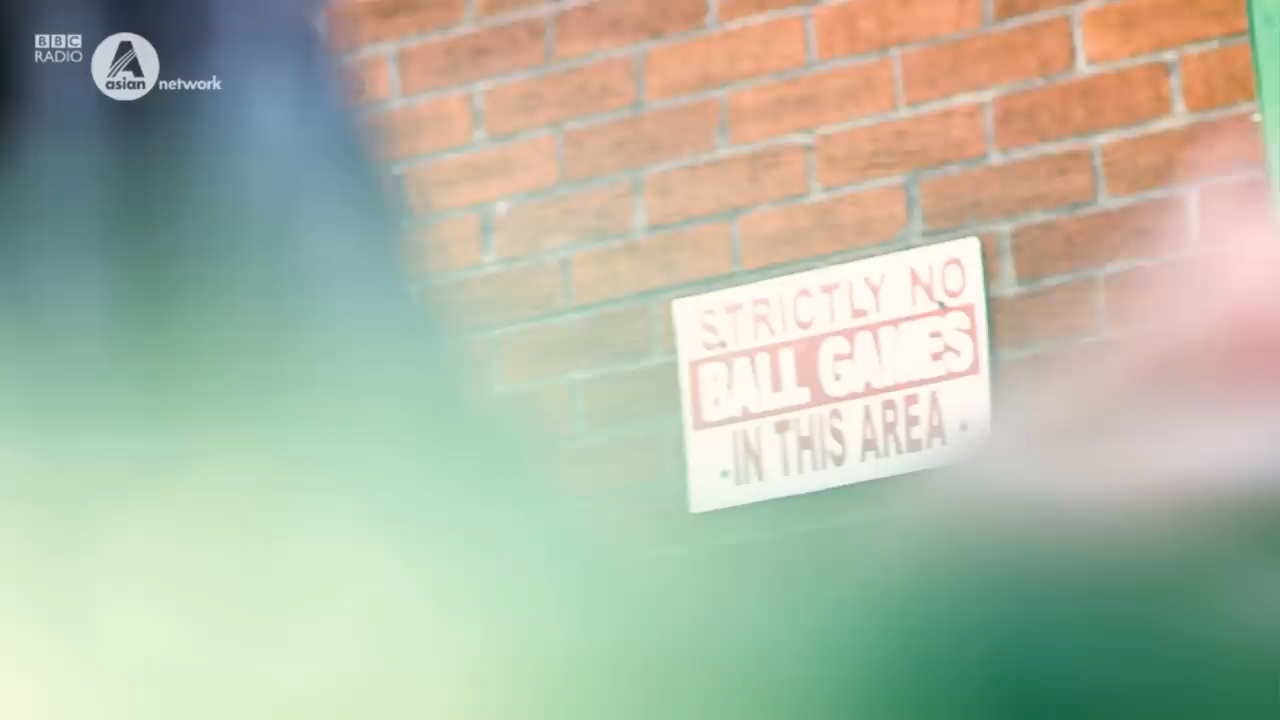 BBC
RADIO
asian network
STRICTLY NO
BALL GAMES
IN THIS AREA